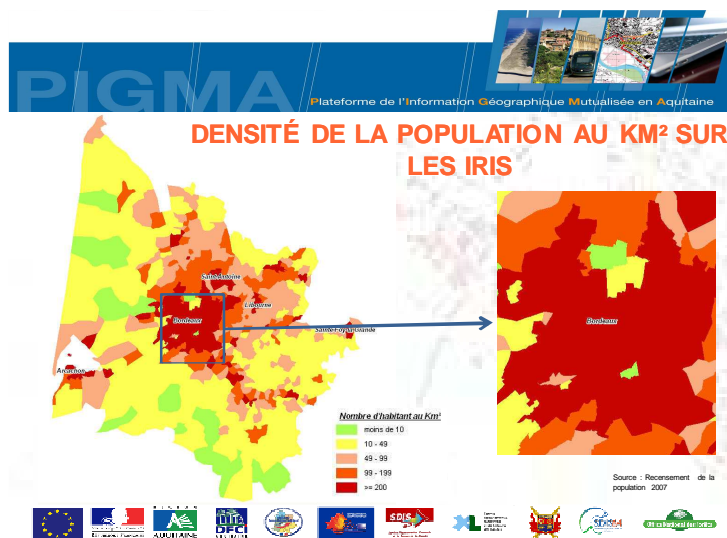 PIGMA
Plateforme de l'Information Géographique Mutualisée en Aquitaine
DENSITÉ DE LA POPULATION AU KM² SUR
LES IRIS
Saint-Antoine
Libourne
Bordeaux
Sainte-Foy-la-Grande
Arcachon
Bordeaux
Nombre d'habitant au Km²
moins de 10
10 - 49
49 - 99
99 - 199
>= 200
Source : Recensement de la
population 2007
AQUITAINE
DFCI
SDIS